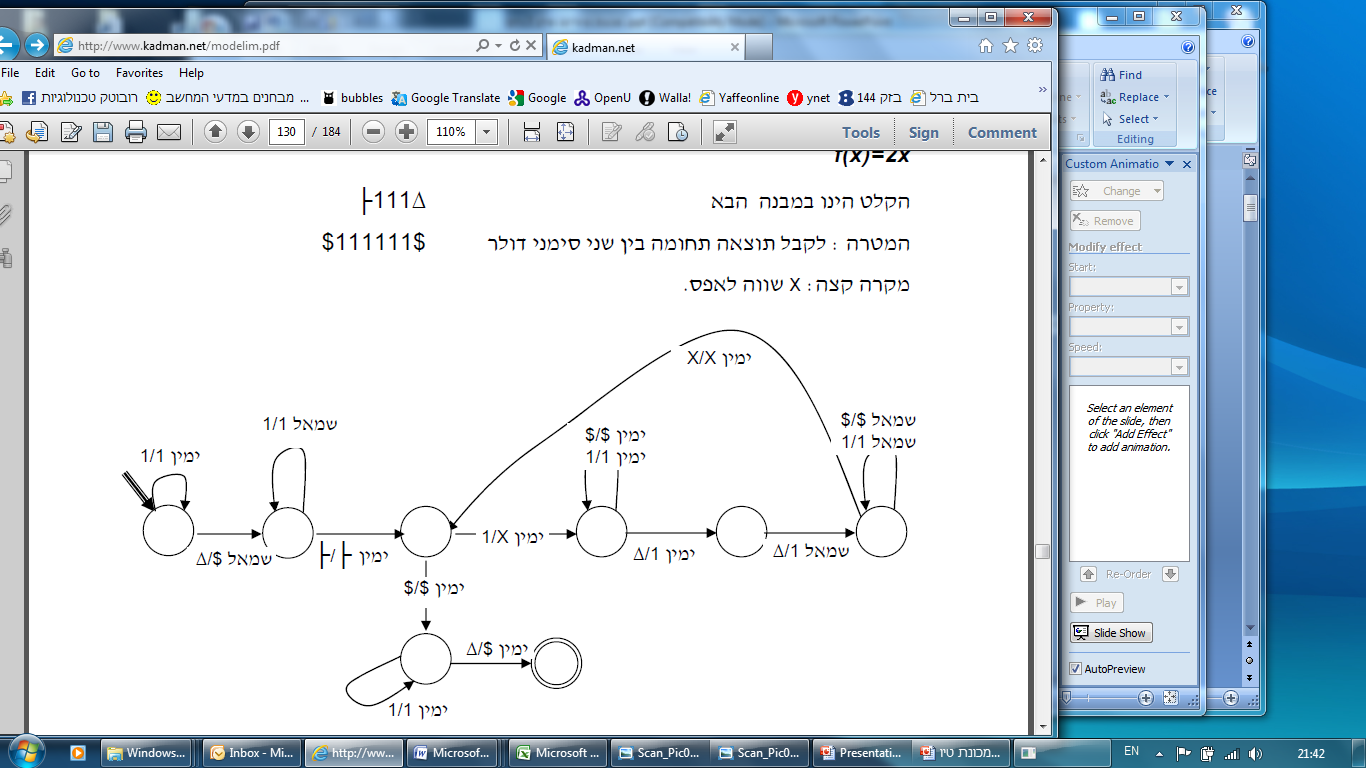 http://www.kadman.net/modelim.pdf
kadman.net
File Edit Go to Favorites Help
רובוטק טכנולוגיות
מבחנים במדעי המחשב ...
bubbles
Google Translate
Google
OpenU
Walla!
Yaffeonline
ynet
בזק 144
בית ברל
130 / 184
110%
Tools Sign Comment
f(x)=2x
הקלט הינו במבנה הבא ├111Δ
המטרה : לקבל תוצאה תחומה בין שני סימני דולר $111111$
מקרה קצה: X שווה לאפס.
X/X ימין
1/1 ימין
1/1 שמאל
$/$ ימין
1/1 ימין
$/$ שמאל
1/1 שמאל
Δ/$ שמאל
├/├ ימין
1/X ימין
Δ/1 ימין
Δ/1 שמאל
$/$ ימין
Δ/$ ימין
1/1 ימין
Find
Replace
Select
Editing
Custom Animatio
Change
Remove
Modify effect
Start:
Property:
Speed:
Select an element
of the slide, then
click "Add Effect"
to add animation.
Re-Order
Play
Slide Show
AutoPreview
Windows...
Inbox - Mi...
http://ww...
Microsof...
Microsoft ...
Scan_Pic0...
Scan_Pic0...
Presentati...
מכונת טיו...
EN
21:42